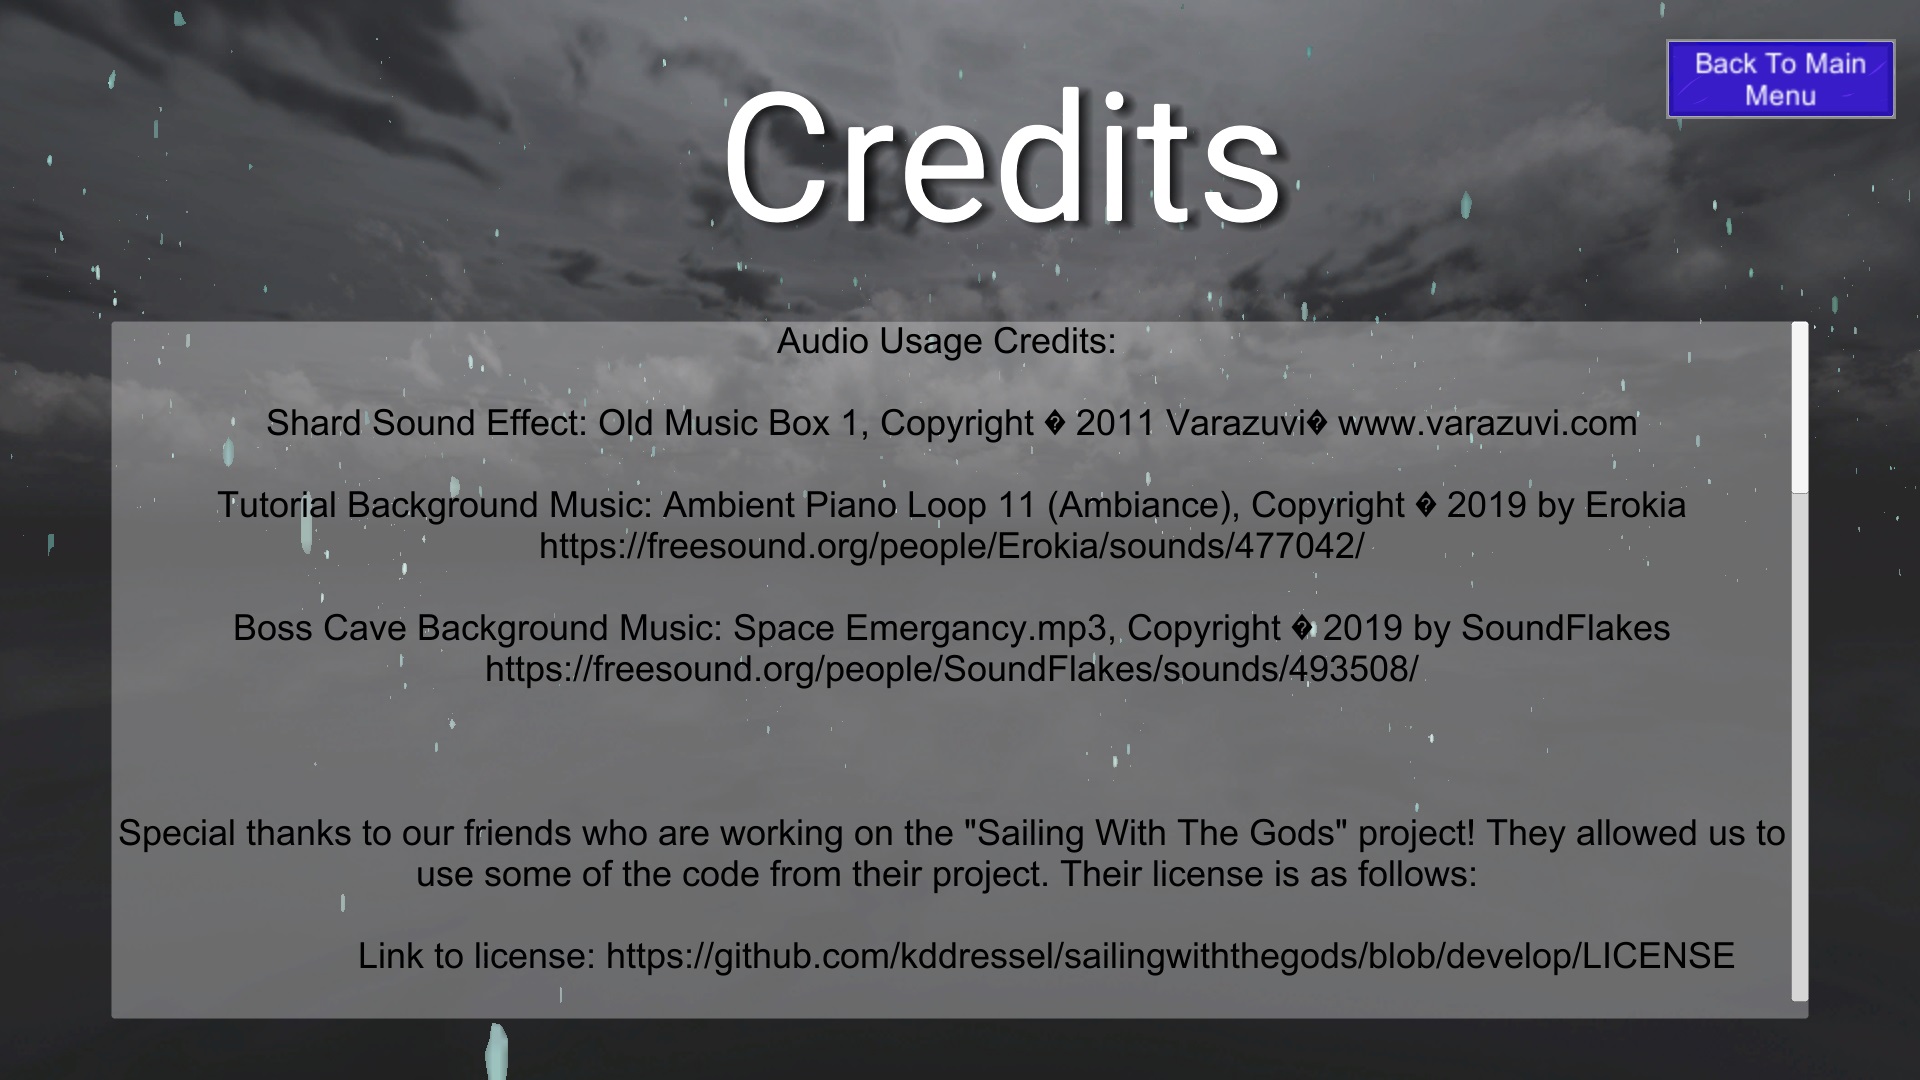 Back To Main
Menu
Credits
Audio Usage Credits:
Shard Sound Effect: Old Music Box 1, Copyright � 2011 Varazuvi� www.varazuvi.com
Tutorial Background Music: Ambient Piano Loop 11 (Ambiance), Copyright � 2019 by Erokia
https://freesound.org/people/Erokia/sounds/477042/
Boss Cave Background Music: Space Emergancy.mp3, Copyright � 2019 by SoundFlakes
https://freesound.org/people/SoundFlakes/sounds/493508/
Special thanks to our friends who are working on the "Sailing With The Gods" project! They allowed us to
use some of the code from their project. Their license is as follows:
Link to license: https://github.com/kddressel/sailingwiththegods/blob/develop/LICENSE